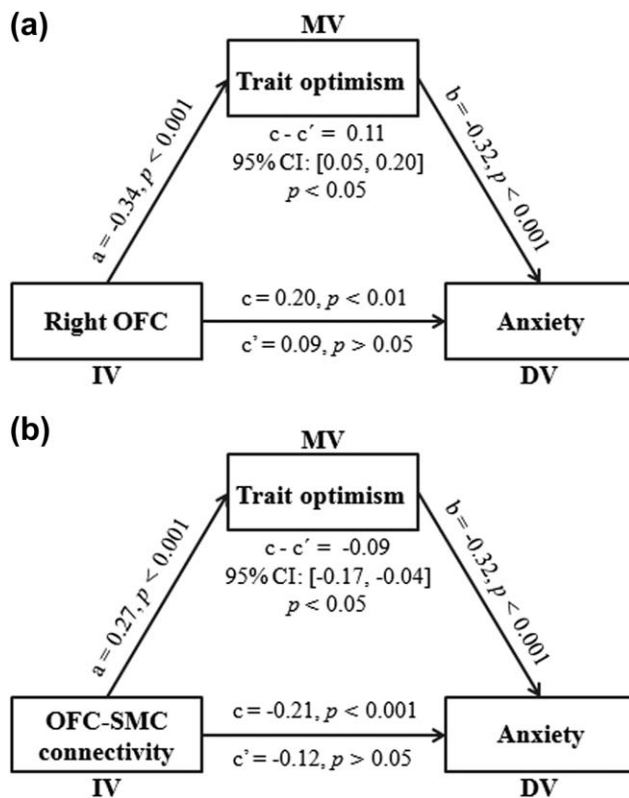 (a)
MV
Trait optimism
c - c′ = 0.11
95% CI: [0.05, 0.20]
p < 0.05
a = -0.34, p < 0.001
b = -0.32, p < 0.001
Right OFC
IV
c = 0.20, p < 0.01
c’ = 0.09, p > 0.05
Anxiety
DV
(b)
MV
Trait optimism
c - c′ = -0.09
95% CI: [-0.17, -0.04]
p < 0.05
a = 0.27, p < 0.001
b = -0.32, p < 0.001
OFC-SMC
connectivity
IV
c = -0.21, p < 0.001
c’ = -0.12, p > 0.05
Anxiety
DV